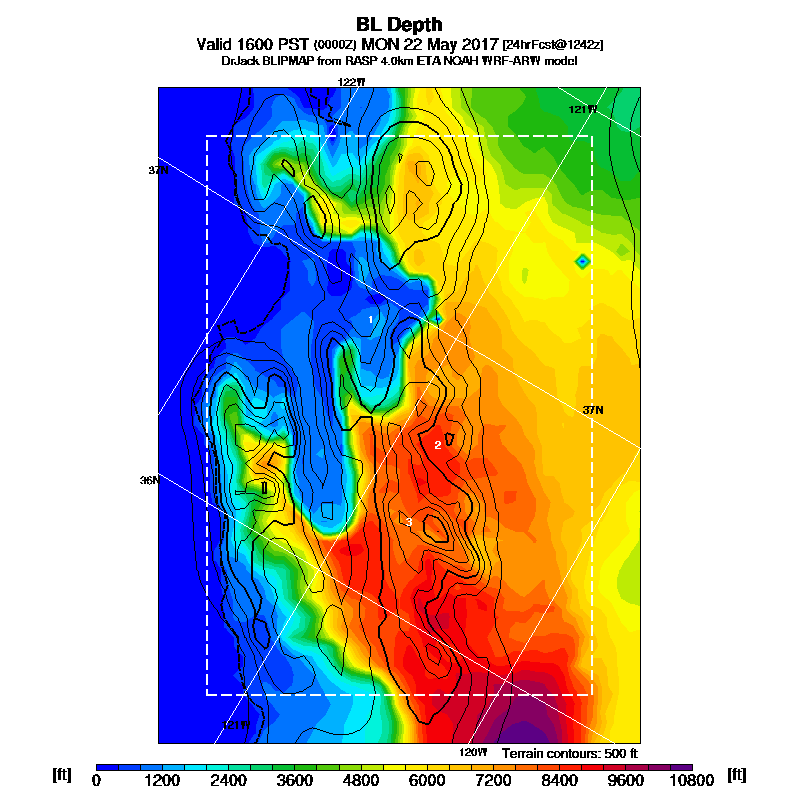 BL Depth
Valid 1600 PST (0000Z) MON 22 May 2017 [24hrFcst@1242z]
DrJack BLIPMAP from RASP 4.0km ETA NOAH WRF-ARW model
122W
121W
37N
1
37N
2
36N
3
121W
120W Terrain contours: 500 ft
[ft] 0 1200 2400 3600 4800 6000 7200 8400 9600 10800 [ft]